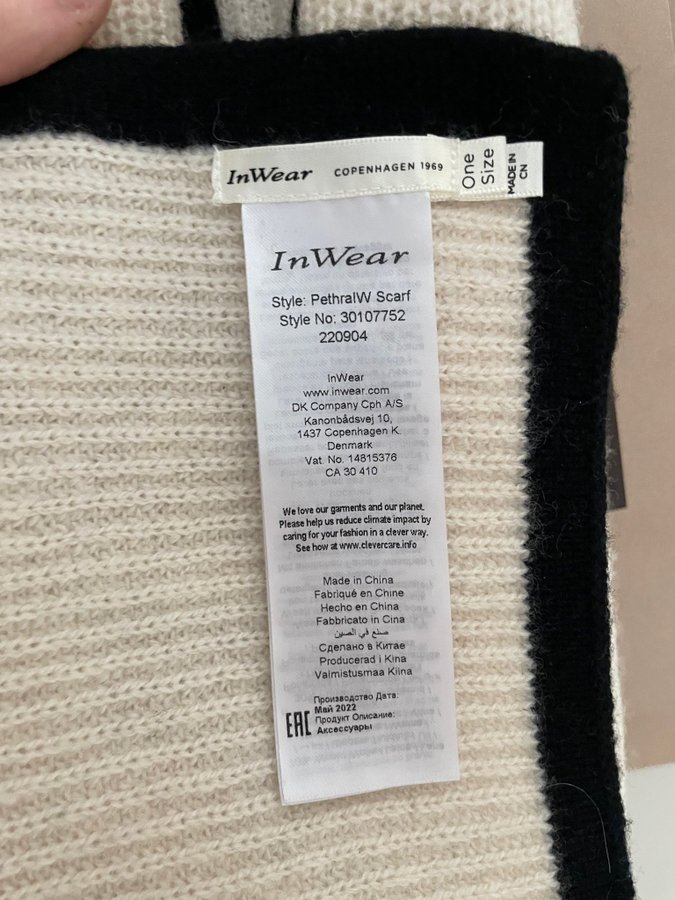 InWear COPENHAGEN 1969
One
Size
MADE IN
CN
InWear
Style: PethraIW Scarf
Style No: 30107752
220904
InWear
www.inwear.com
DK Company Cph A/S
Kanonbådsvej 10,
1437 Copenhagen K.
Denmark
Vat. No. 14815376
CA 30 410
We love our garments and our planet.
Please help us reduce climate impact by
caring for your fashion in a clever way.
See how at www.clevercare.info
Made in China
Fabriqué en Chine
Hecho en China
Fabbricato in Cina
صنع في الصين
Сделано в Китае
Producerad i Kina
Valmistusmaa Kiina
Производство Дата:
Май 2022
EAC Продукт Описание:
Аксессуары